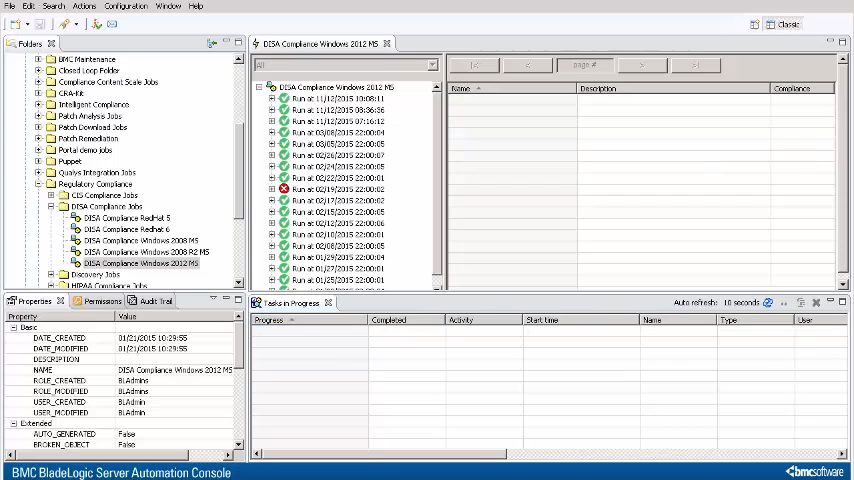 File Edit Search Actions Configuration Window Help
Classic
Folders
BMC Maintenance
Closed Loop Folder
Compliance Content Scale Jobs
CRA-Kit
Intelligent Compliance
Patch Analysis Jobs
Patch Download Jobs
Patch Remediation
Portal demo jobs
Puppet
Qualys Integration Jobs
Regulatory Compliance
CIS Compliance Jobs
DISA Compliance Jobs
DISA Compliance RedHat 5
DISA Compliance Redhat 6
DISA Compliance Windows 2008 MS
DISA Compliance Windows 2008 R2 MS
DISA Compliance Windows 2012 MS
Discovery Jobs
HIPAA Compliance Jobs
DISA Compliance Windows 2012 MS
All
DISA Compliance Windows 2012 MS
Run at 11/12/2015 10:08:11
Run at 11/12/2015 08:36:36
Run at 11/12/2015 07:16:12
Run at 03/08/2015 22:00:04
Run at 03/05/2015 22:00:04
Run at 02/26/2015 22:00:07
Run at 02/24/2015 22:00:05
Run at 02/22/2015 22:00:01
Run at 02/19/2015 22:00:02
Run at 02/17/2015 22:00:02
Run at 02/15/2015 22:00:05
Run at 02/12/2015 22:00:06
Run at 02/10/2015 22:00:01
Run at 02/08/2015 22:00:01
Run at 01/29/2015 22:00:04
Run at 01/27/2015 22:00:01
Run at 01/25/2015 22:00:01
|< < page # > >|
Name Description Compliance
Properties Permissions Audit Trail
Property Value
Basic
DATE_CREATED 01/21/2015 10:29:55
DATE_MODIFIED 01/21/2015 10:29:55
DESCRIPTION
NAME DISA Compliance Windows 2012 MS
ROLE_CREATED BLAdmins
ROLE_MODIFIED BLAdmins
USER_CREATED BLAdmin
USER_MODIFIED BLAdmin
Extended
AUTO_GENERATED False
BROKEN_OBJECT False
Tasks in Progress
Auto refresh: 10 seconds
Progress Completed Activity Start time Name Type User
BMC BladeLogic Server Automation Console
bmcsoftware